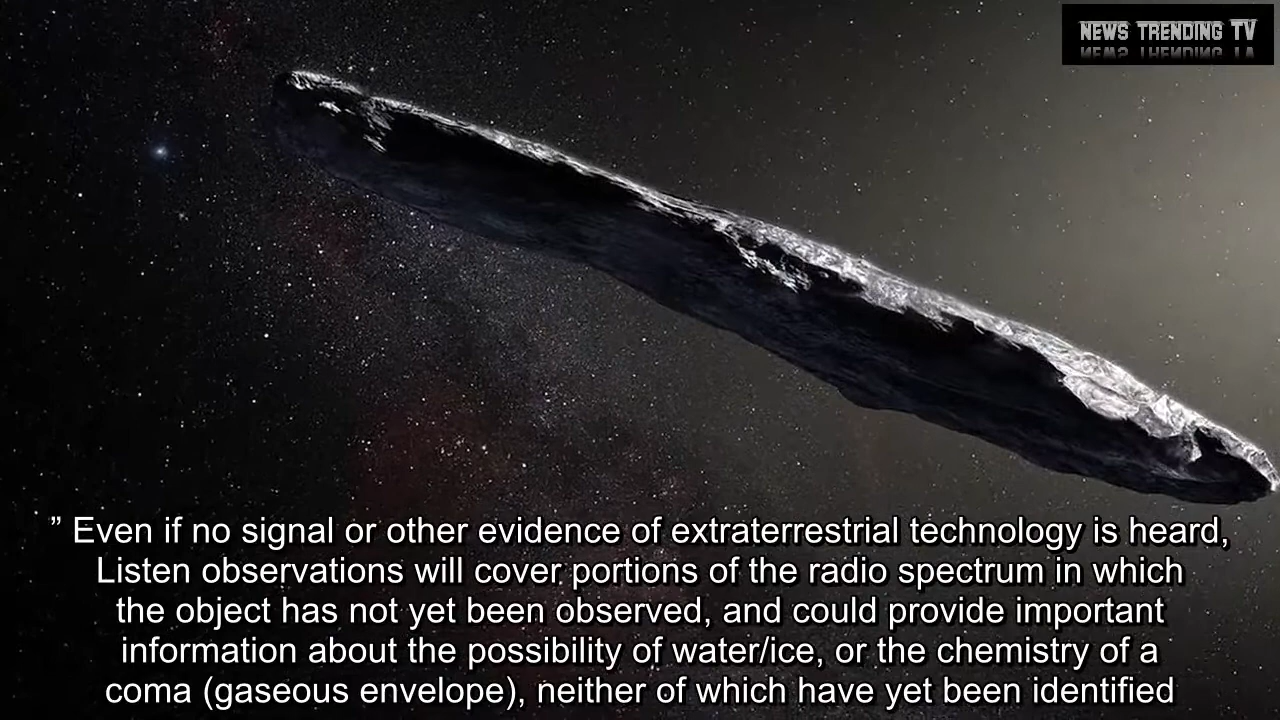 NEWS TRENDING TV
” Even if no signal or other evidence of extraterrestrial technology is heard,
Listen observations will cover portions of the radio spectrum in which
the object has not yet been observed, and could provide important
information about the possibility of water/ice, or the chemistry of a
coma (gaseous envelope), neither of which have yet been identified